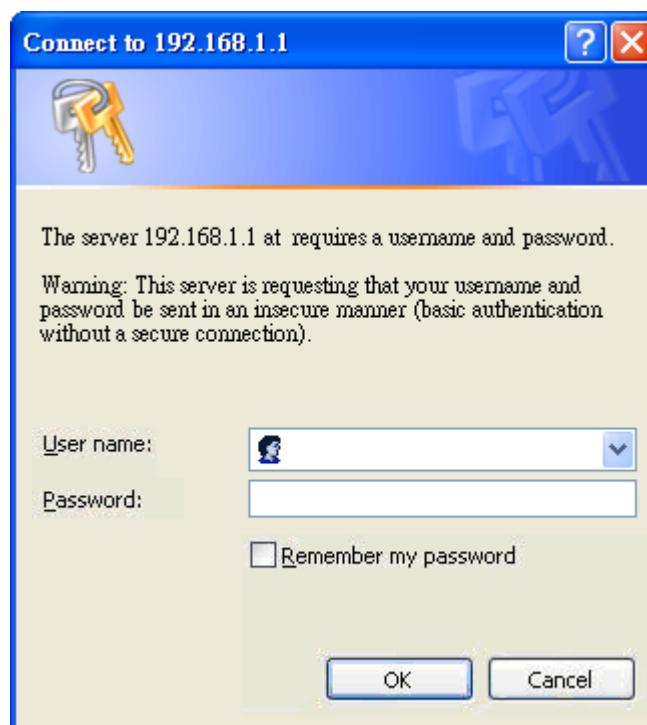 Connect to 192.168.1.1
The server 192.168.1.1 at  requires a username and password.
Warning: This server is requesting that your username and
password be sent in an insecure manner (basic authentication
without a secure connection).
User name:
Password:
Remember my password
OK
Cancel